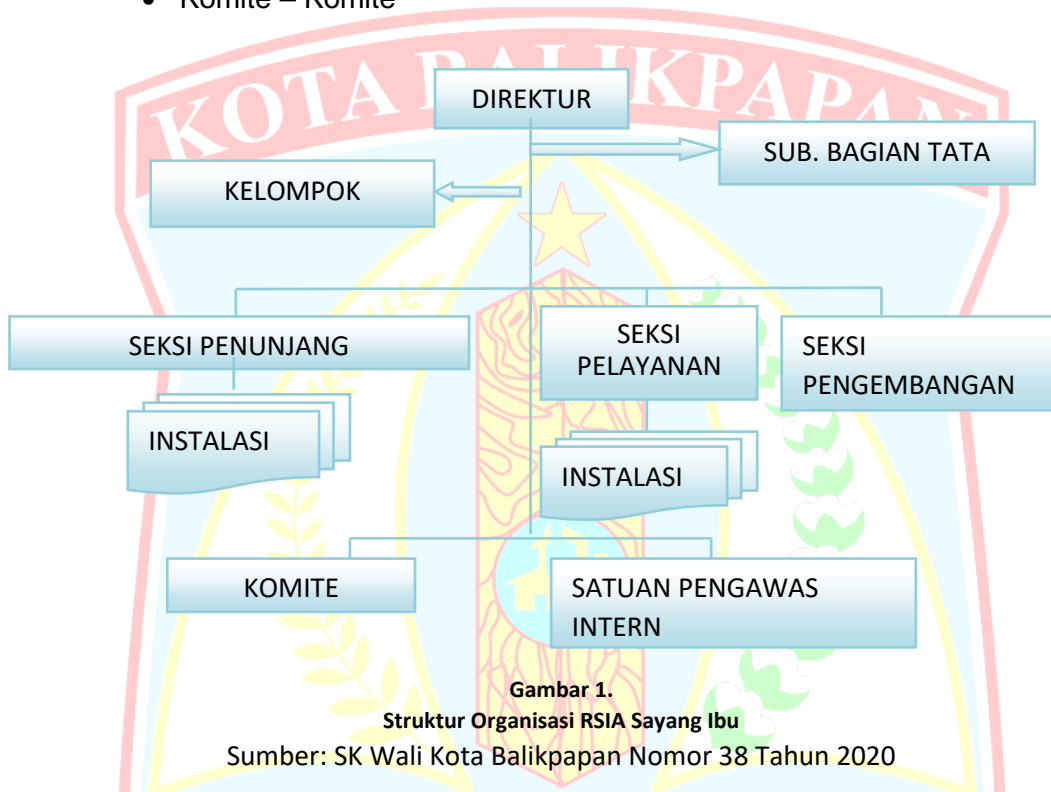 • Komite – Komite
KOTA BALIKPAPAN
DIREKTUR
SUB. BAGIAN TATA
KELOMPOK
SEKSI PENUNJANG
SEKSI
PELAYANAN
SEKSI
PENGEMBANGAN
INSTALASI
INSTALASI
KOMITE
SATUAN PENGAWAS
INTERN
Gambar 1.
Struktur Organisasi RSIA Sayang Ibu
Sumber: SK Wali Kota Balikpapan Nomor 38 Tahun 2020